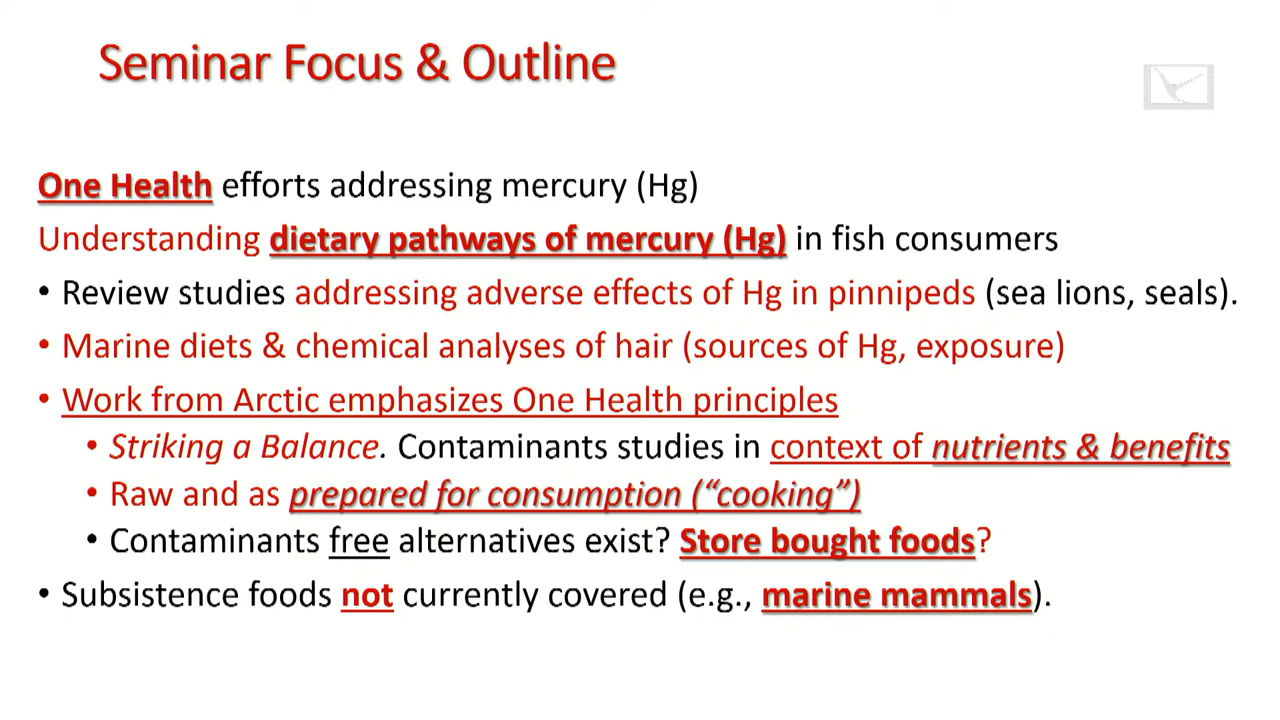 Seminar Focus & Outline
One Health efforts addressing mercury (Hg)
Understanding dietary pathways of mercury (Hg) in fish consumers
• Review studies addressing adverse effects of Hg in pinnipeds (sea lions, seals).
• Marine diets & chemical analyses of hair (sources of Hg, exposure)
• Work from Arctic emphasizes One Health principles
• Striking a Balance. Contaminants studies in context of nutrients & benefits
• Raw and as prepared for consumption (“cooking”)
• Contaminants free alternatives exist? Store bought foods?
• Subsistence foods not currently covered (e.g., marine mammals).